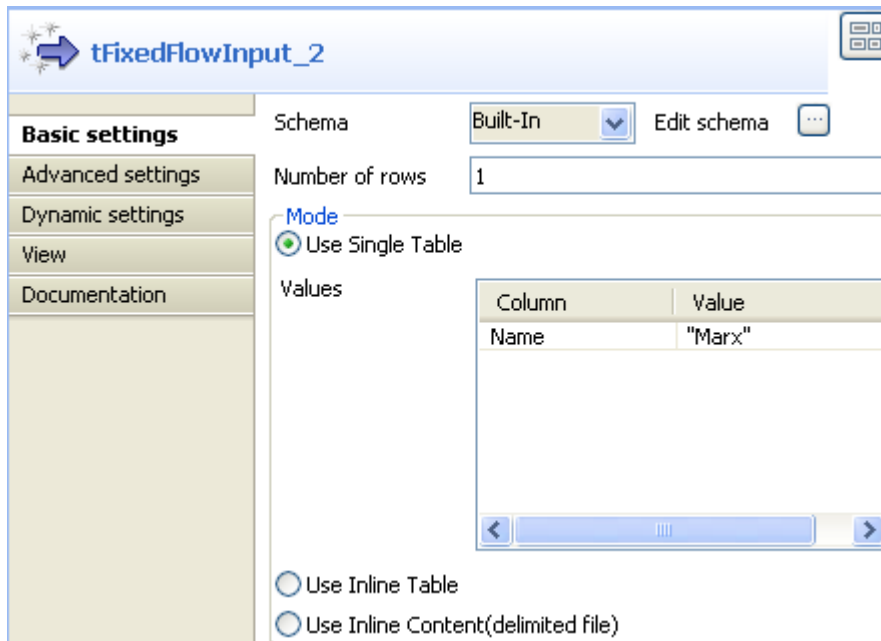 tFixedFlowInput_2
Basic settings
Advanced settings
Dynamic settings
View
Documentation
Schema Built-In Edit schema ...
Number of rows 1
Mode
Use Single Table
Values
Column Value
Name "Marx"
Use Inline Table
Use Inline Content(delimited file)